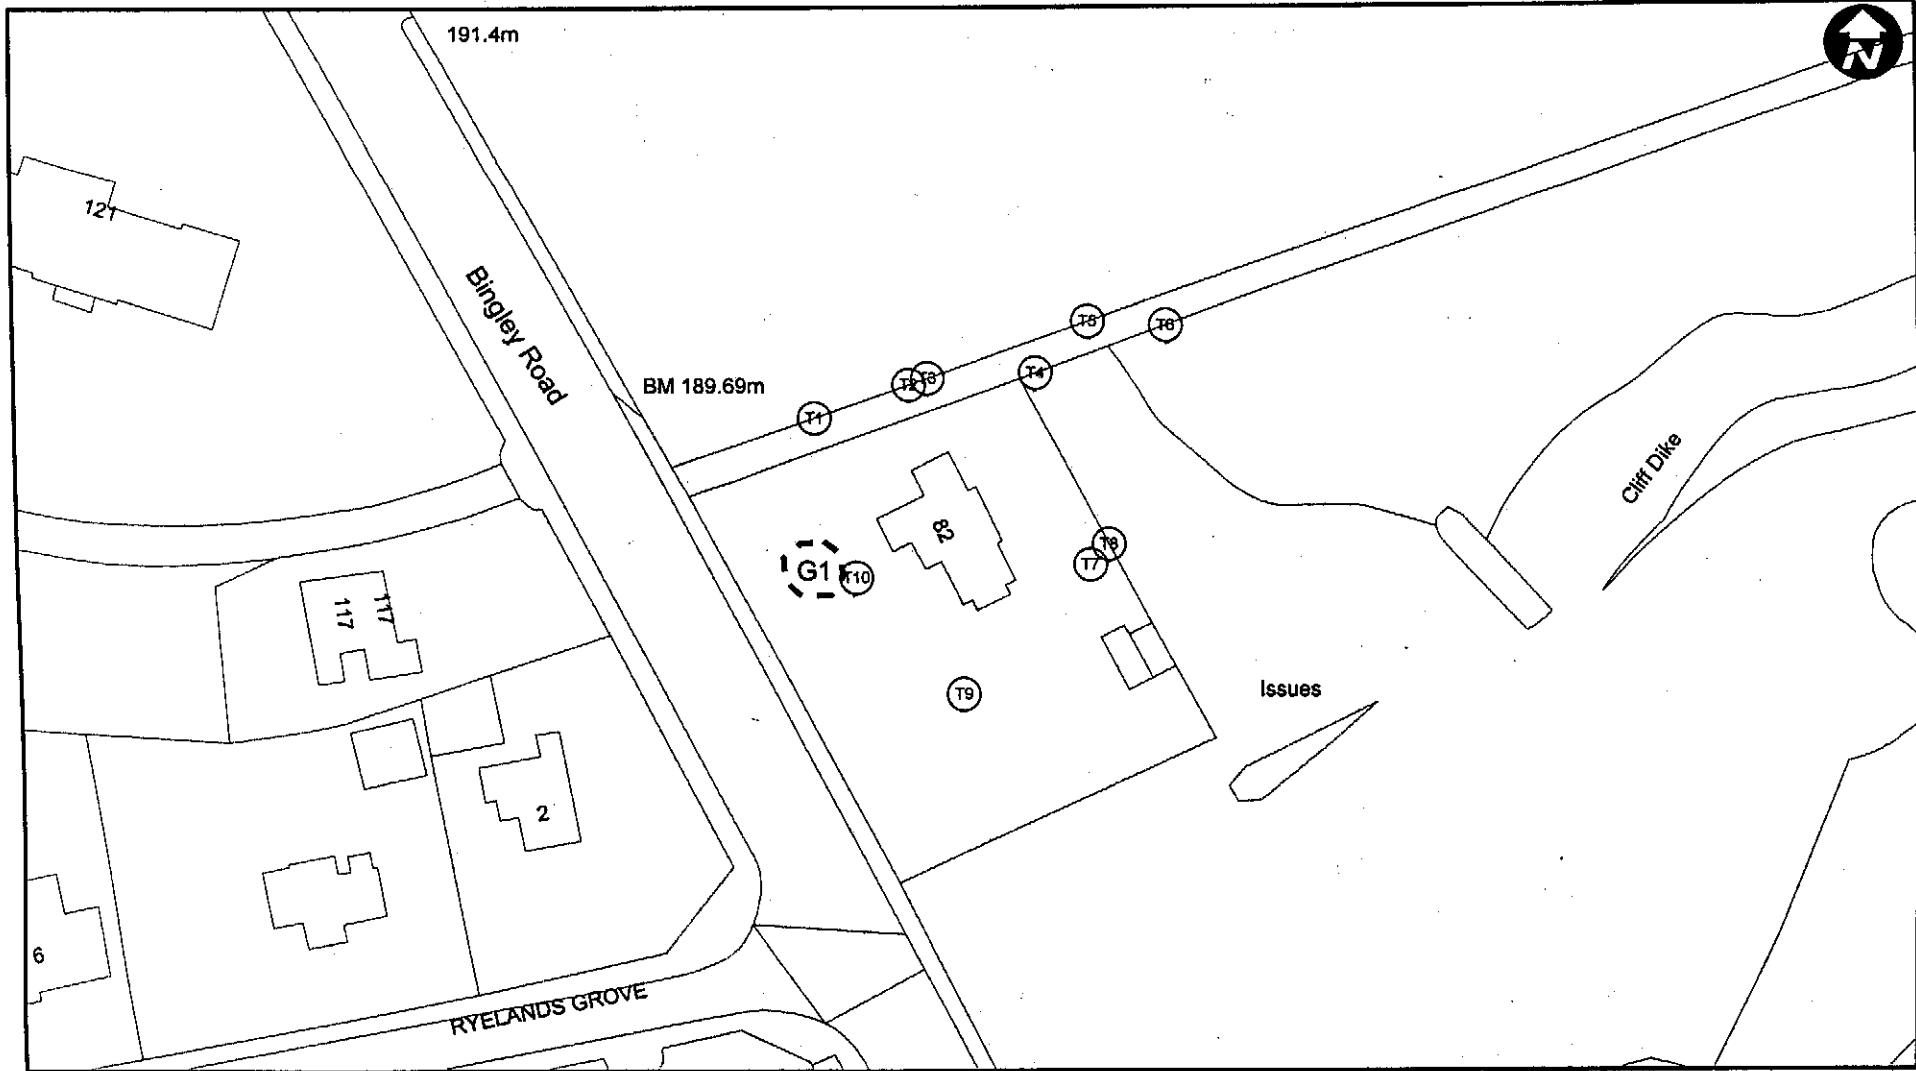 191.4m
N
121
Bingley Road
BM 189.69m
T1
T2
T3
T4
T5
T6
Cliff Dike
82
T8
T7
G1
T10
117
117
T9
Issues
2
6
RYELANDS GROVE